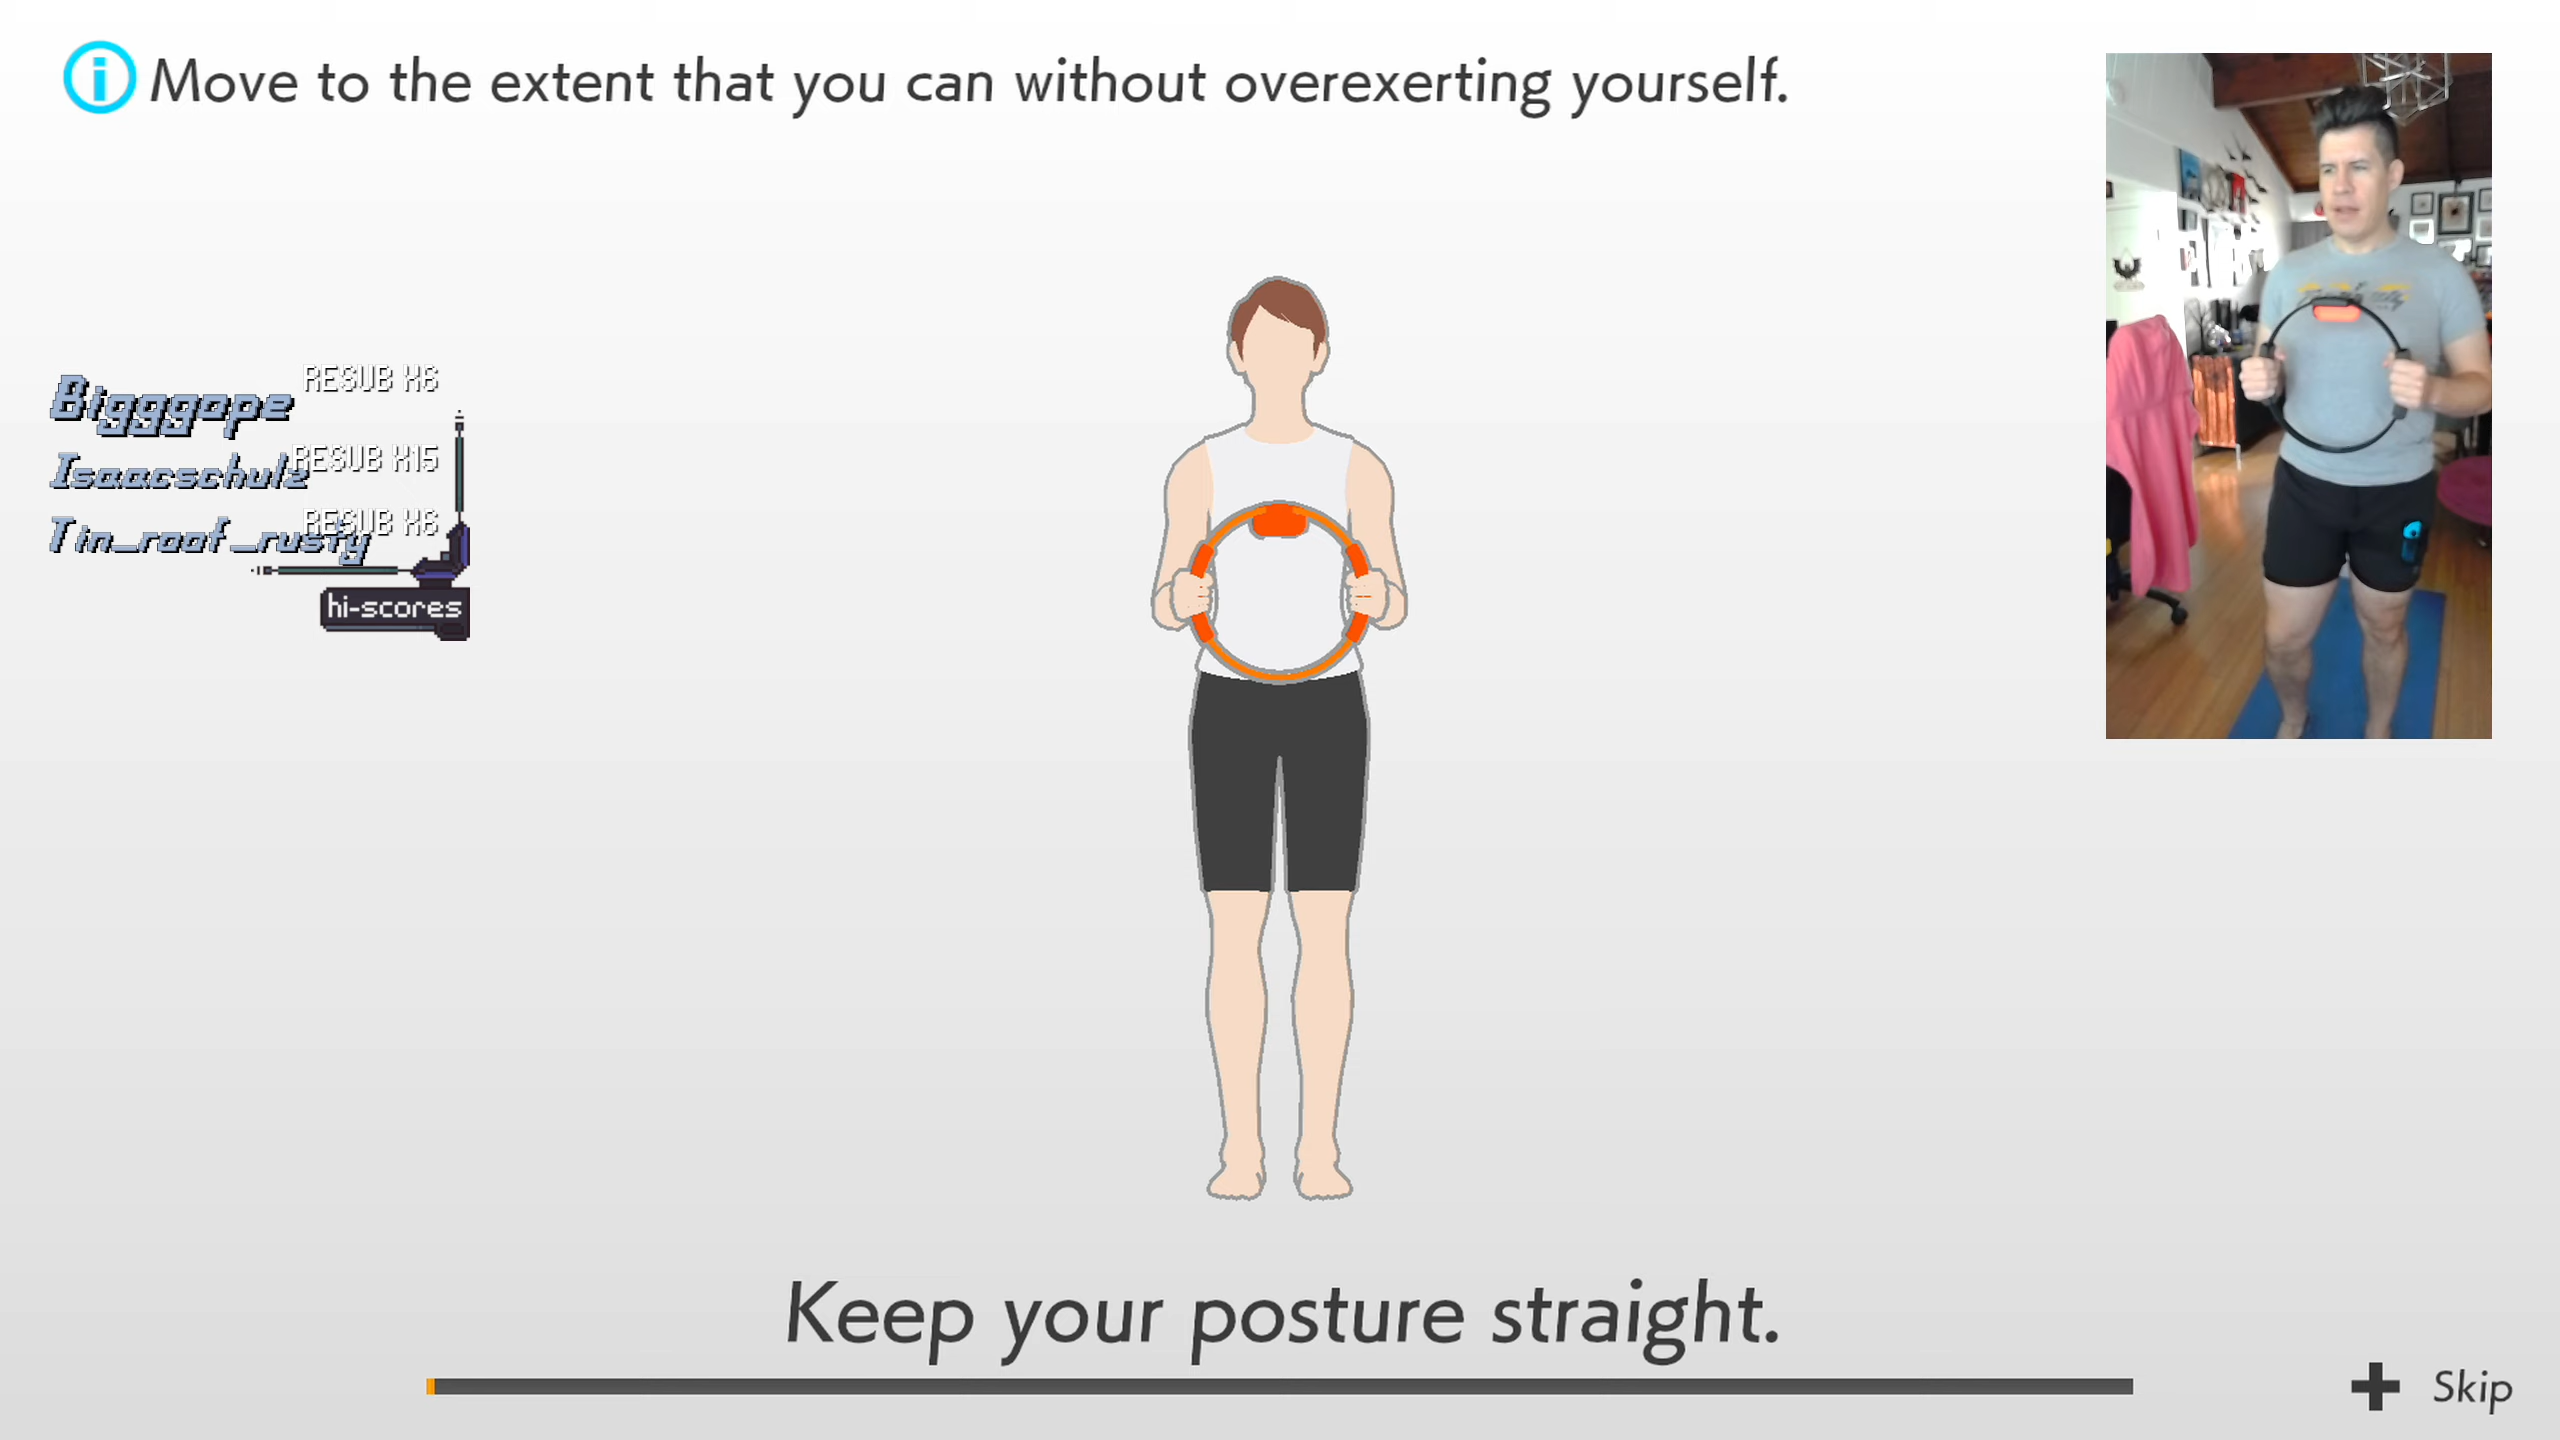 Move to the extent that you can without overexerting yourself.
Bigggope RESUB X6
Isaacschulz RESUB X15
Tin_roof_rusty RESUB X6
hi-scores
Keep your posture straight.
Skip